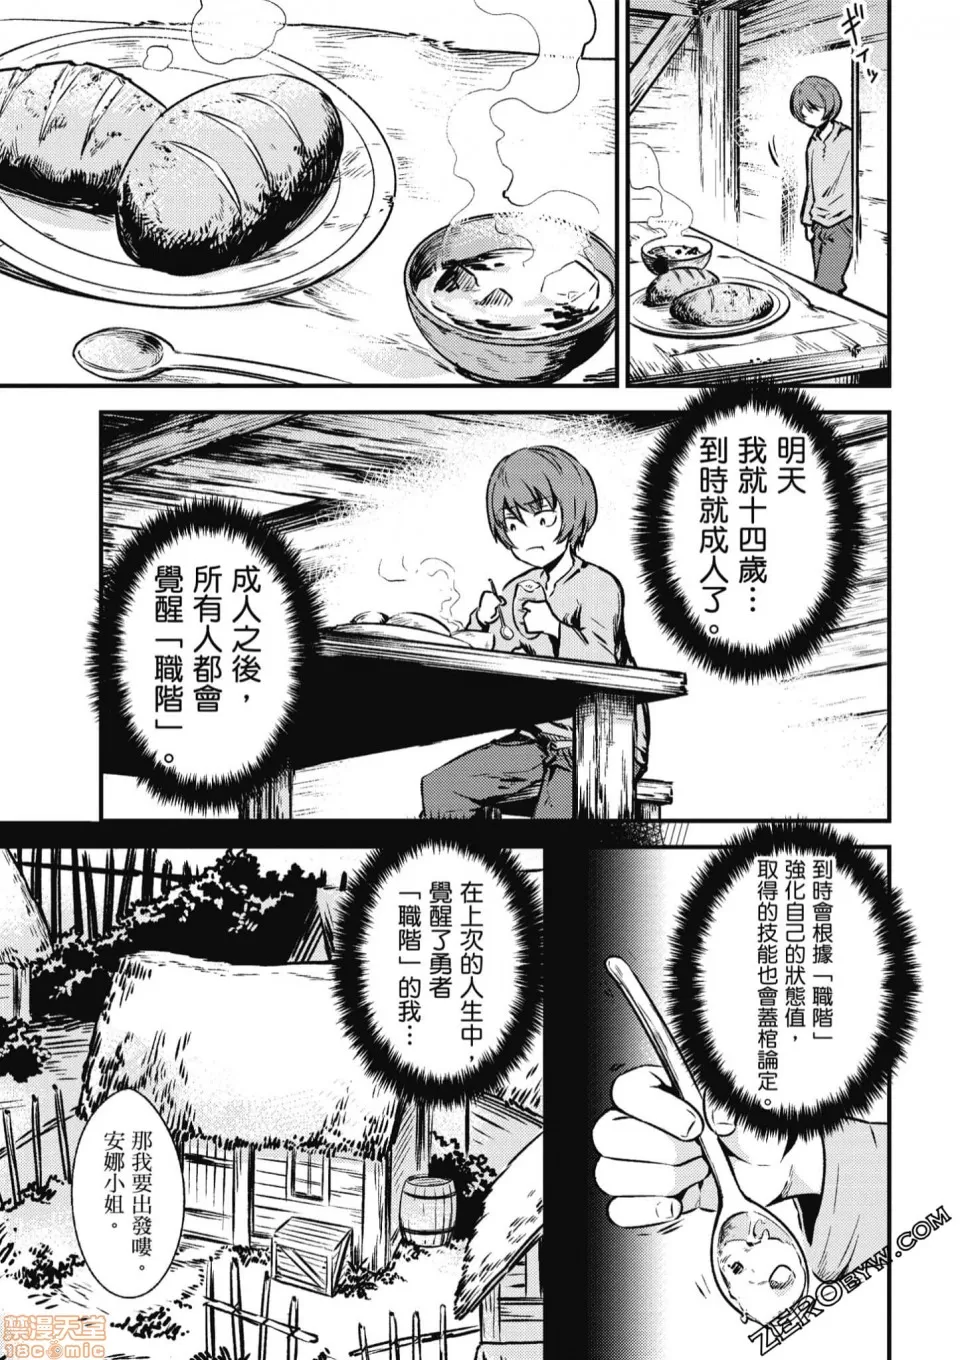 ギィッ
明天
我就十四歲…
到時就成人了。
成人之後，
所有人都會
覺醒「職階」。
到時會根據「職階」
強化自己的狀態值，
取得的技能也會蓋棺論定。
在上次的人生中，
覺醒了勇者
「職階」的我…
那我要出發嘍
安娜小姐。
禁漫天堂
18comic
ZEROBYW.COM